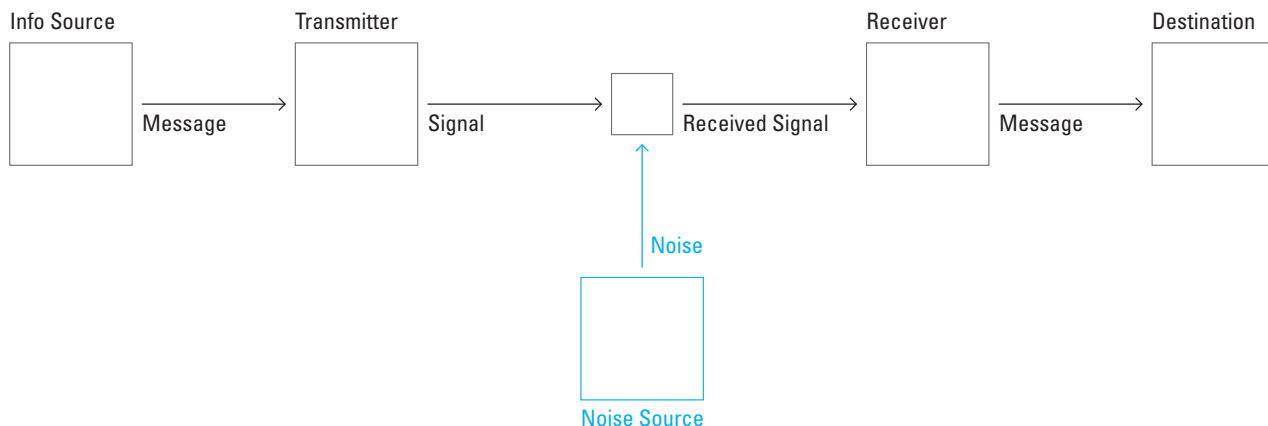 Info Source
Transmitter
Receiver
Destination
Message
Signal
Received Signal
Message
Noise
Noise Source